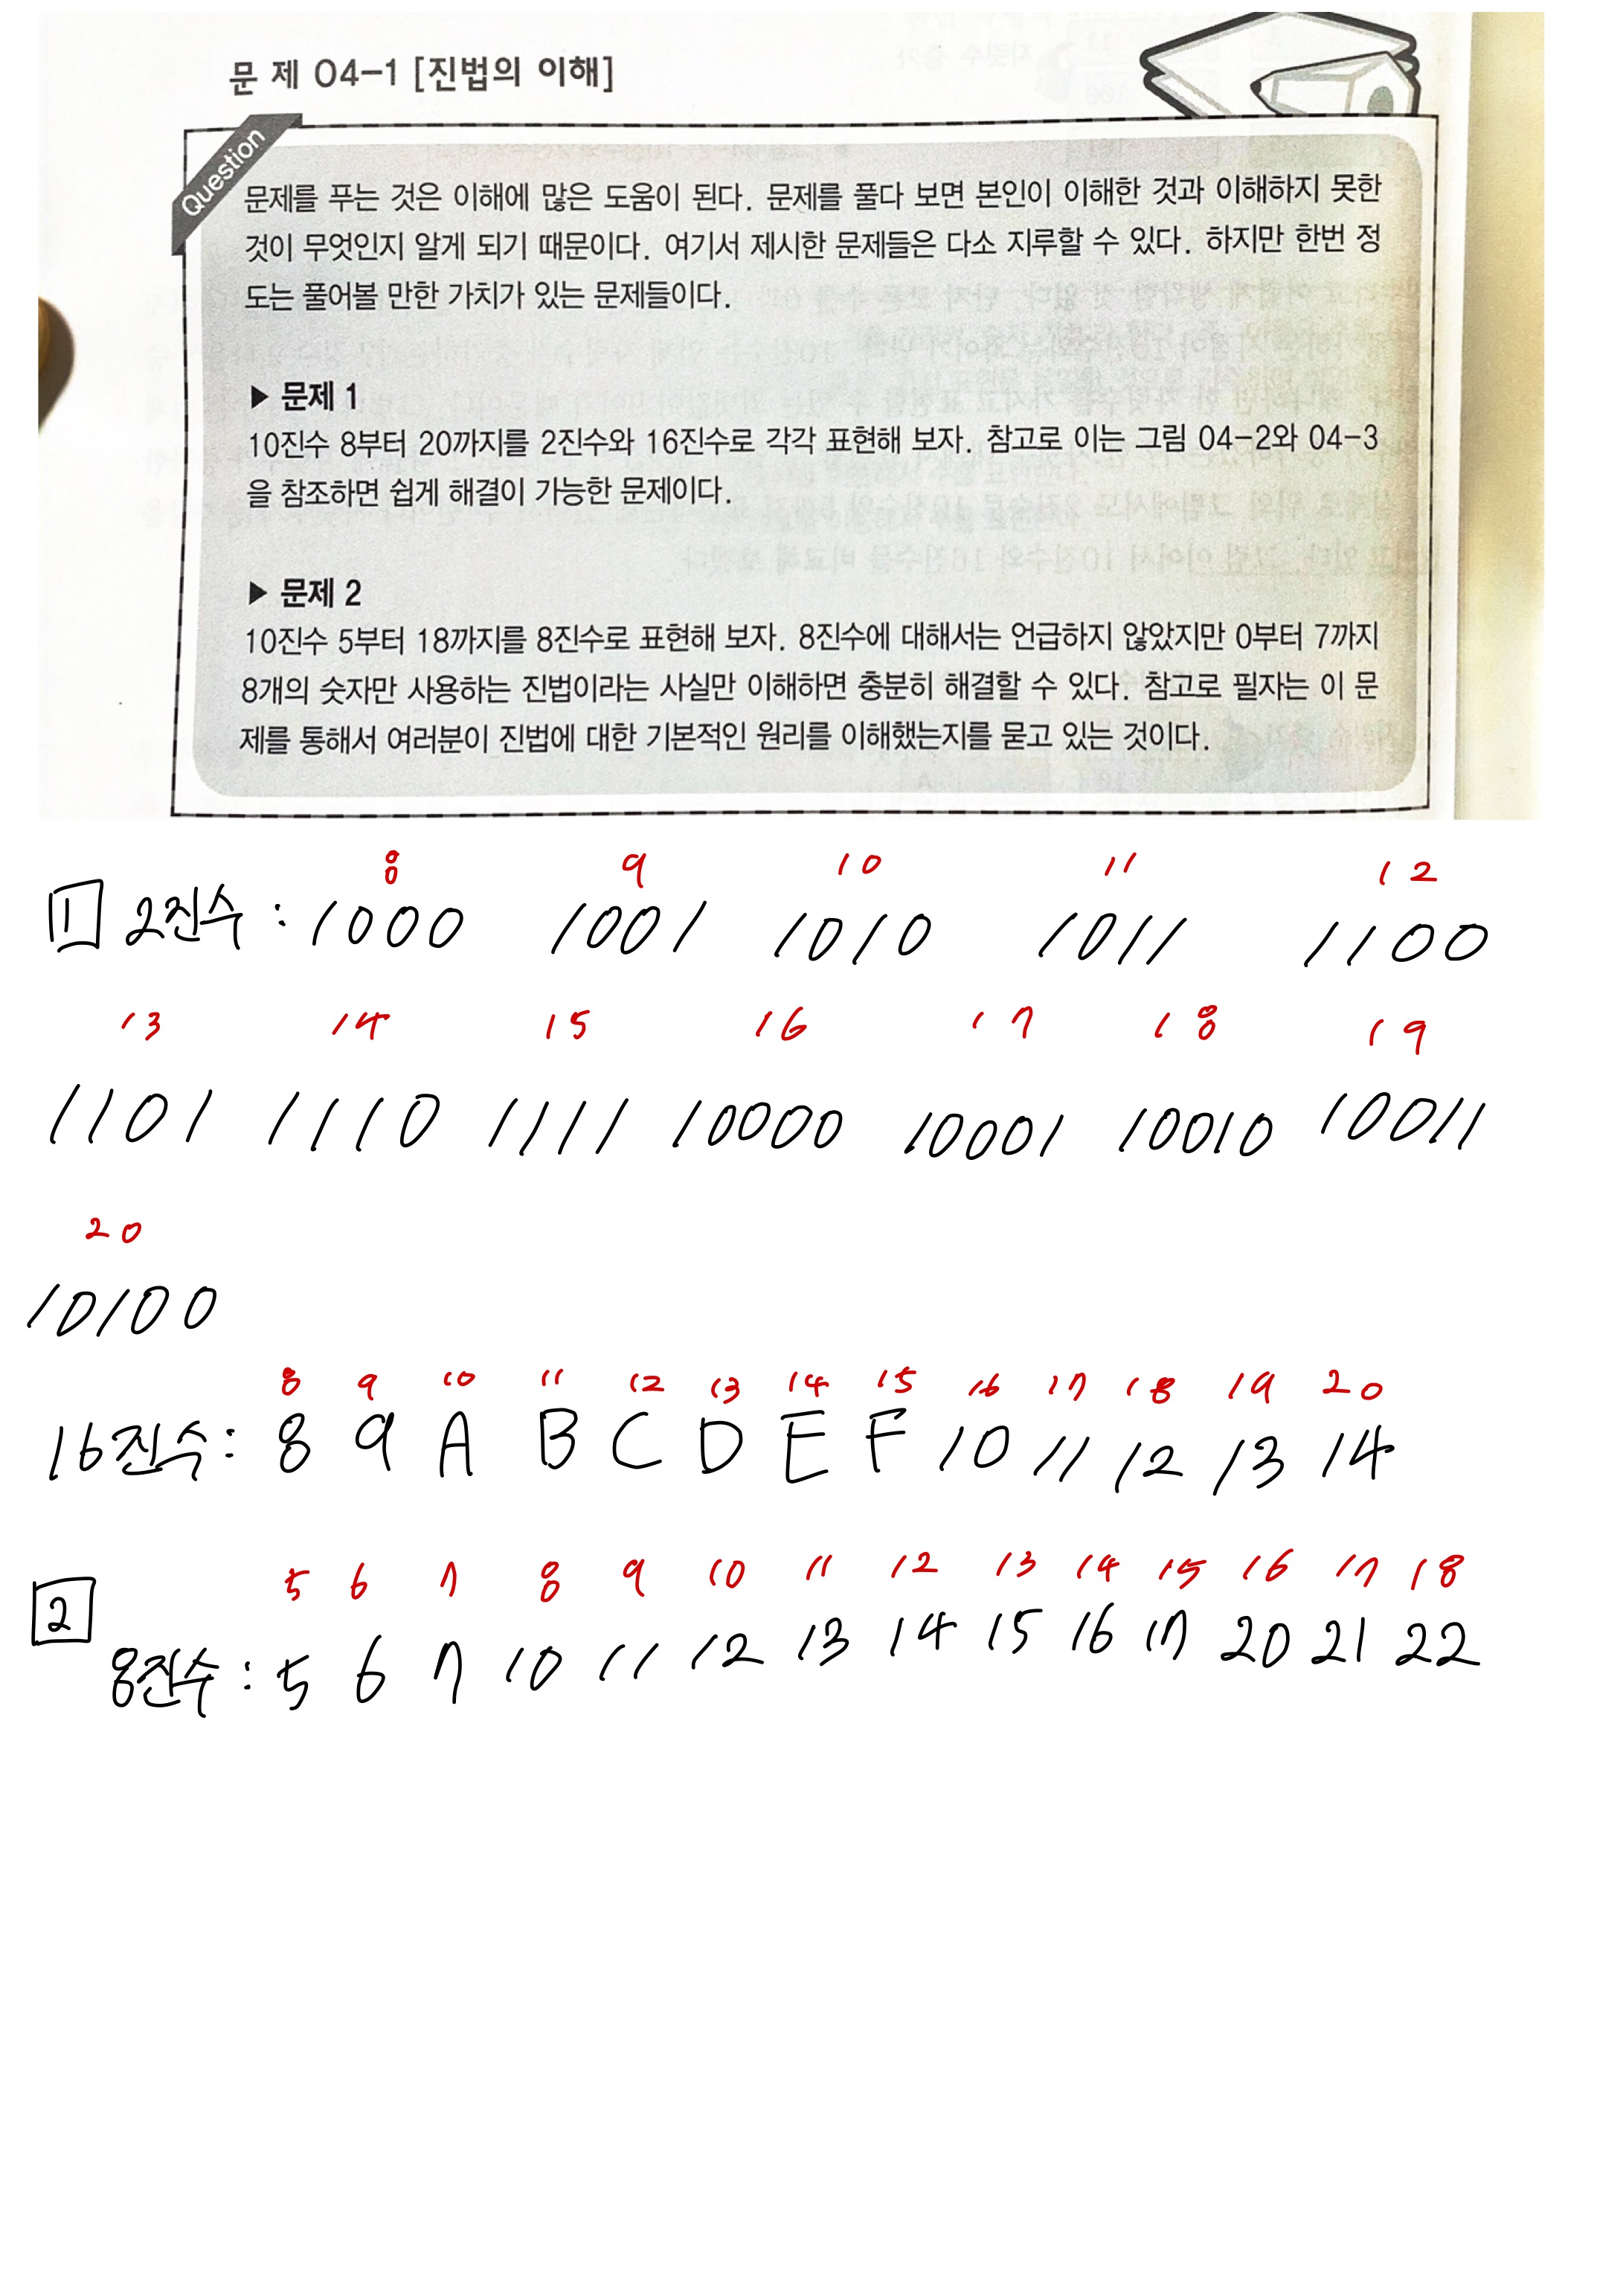 문 제 04-1 [진법의 이해]
Question
문제를 푸는 것은 이해에 많은 도움이 된다. 문제를 풀다 보면 본인이 이해한 것과 이해하지 못한
것이 무엇인지 알게 되기 때문이다. 여기서 제시한 문제들은 다소 지루할 수 있다. 하지만 한번 정
도는 풀어볼 만한 가치가 있는 문제들이다.
▶ 문제 1
10진수 8부터 20까지를 2진수와 16진수로 각각 표현해 보자. 참고로 이는 그림 04-2와 04-3
을 참조하면 쉽게 해결이 가능한 문제이다.
▶ 문제 2
10진수 5부터 18까지를 8진수로 표현해 보자. 8진수에 대해서는 언급하지 않았지만 0부터 7까지
8개의 숫자만 사용하는 진법이라는 사실만 이해하면 충분히 해결할 수 있다. 참고로 필자는 이 문
제를 통해서 여러분이 진법에 대한 기본적인 원리를 이해했는지를 묻고 있는 것이다.
8 9 10 11 12
1 2진수 : 1000 1001 1010 1011 1100
13 14 15 16 17 18 19
1101 1110 1111 10000 10001 10010 10011
20
10100
8 9 10 11 12 13 14 15 16 17 18 19 20
16진수 : 8 9 A B C D E F 10 11 12 13 14
5 6 7 8 9 10 11 12 13 14 15 16 17 18
2
8진수 : 5 6 7 10 11 12 13 14 15 16 17 20 21 22